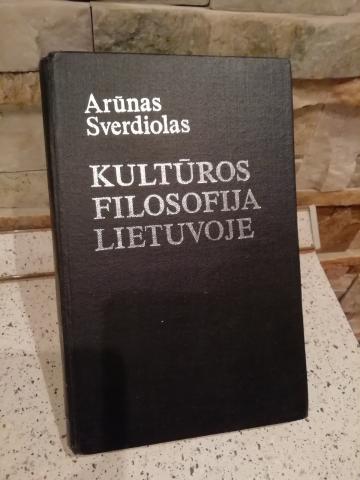 Arūnas
Sverdiolas
KULTŪROS
FILOSOFIJA
LIETUVOJE